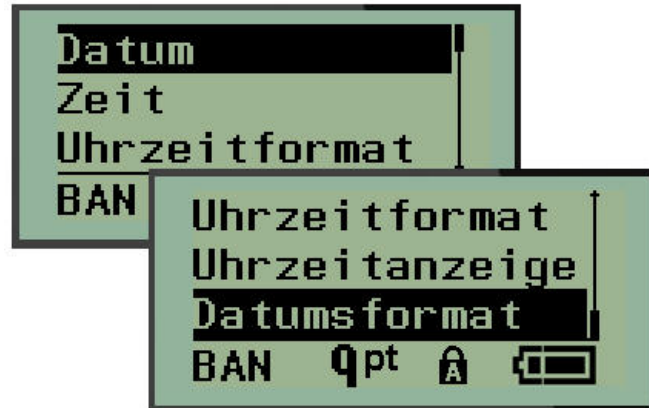 Datum
Zeit
Uhrzeitformat
BAN
Uhrzeitformat
Uhrzeitanzeige
Datumsformat
BAN 9pt A